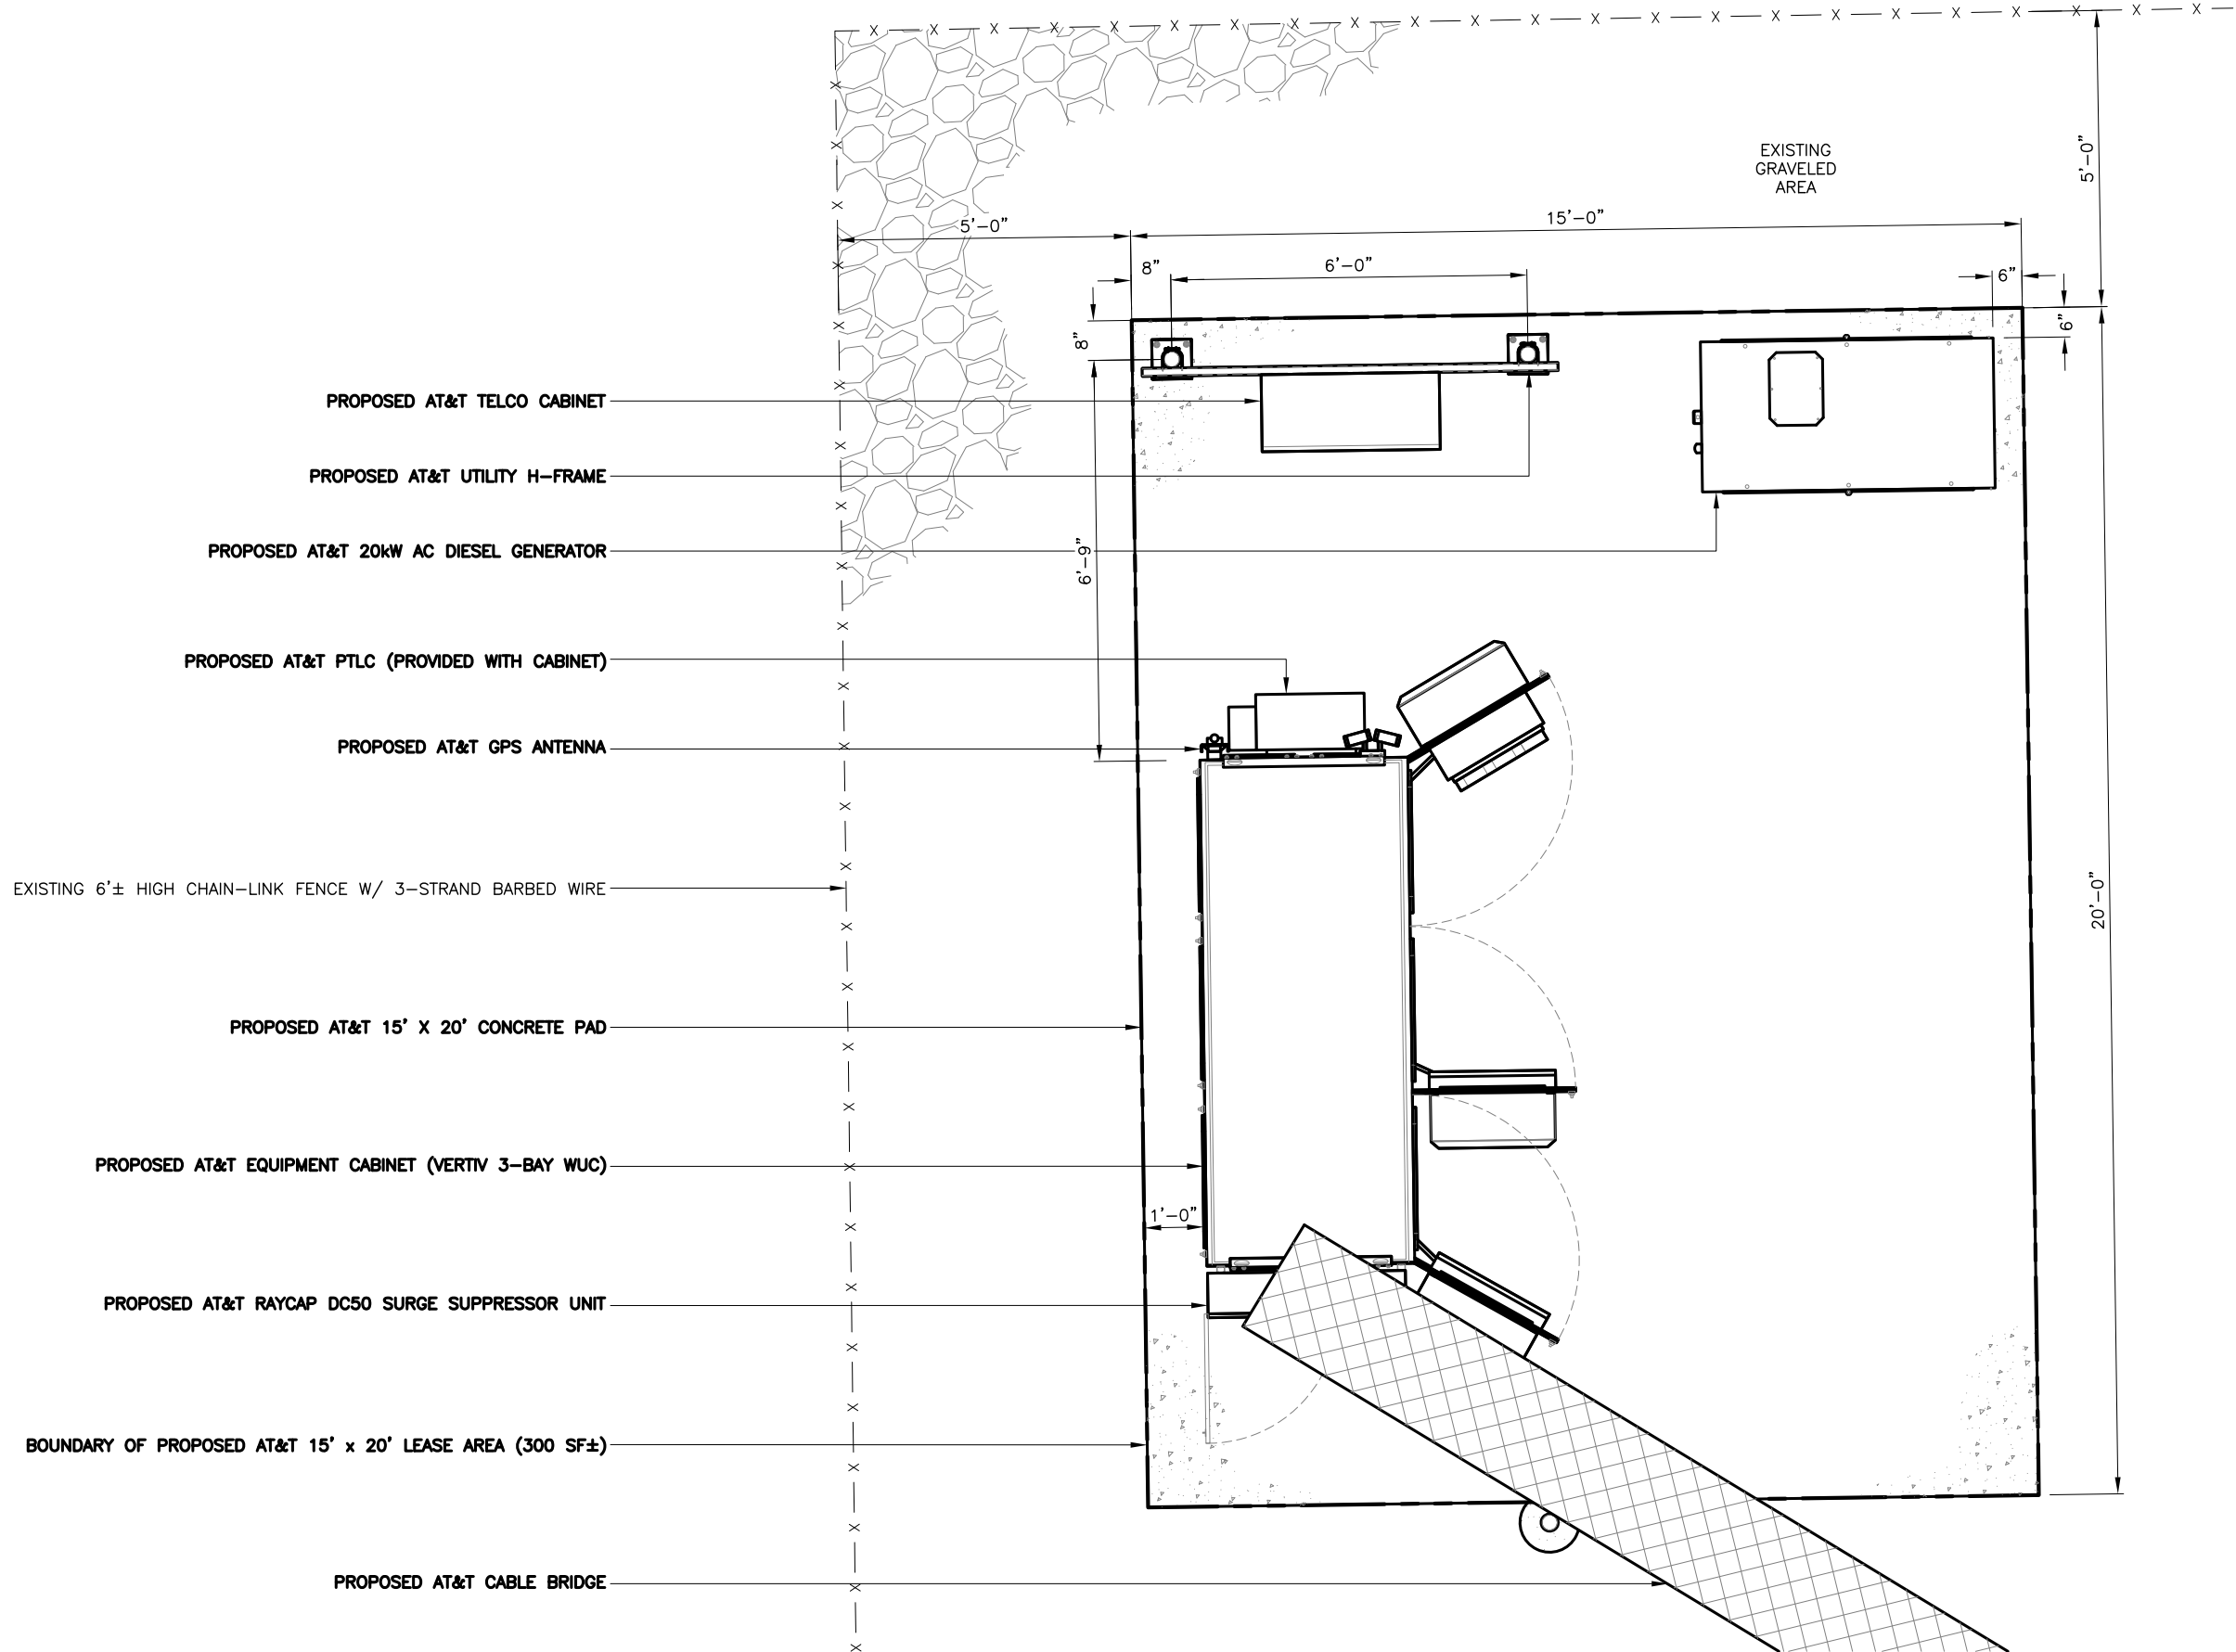 EXISTING
GRAVELED
AREA
5'-0"
5'-0"
15'-0"
8"
6'-0"
6"
8"
6"
PROPOSED AT&T TELCO CABINET
PROPOSED AT&T UTILITY H-FRAME
PROPOSED AT&T 20kW AC DIESEL GENERATOR
6'-9"
PROPOSED AT&T PTLC (PROVIDED WITH CABINET)
PROPOSED AT&T GPS ANTENNA
EXISTING 6'± HIGH CHAIN-LINK FENCE W/ 3-STRAND BARBED WIRE
20'-0"
PROPOSED AT&T 15' X 20' CONCRETE PAD
PROPOSED AT&T EQUIPMENT CABINET (VERTIV 3-BAY WUC)
1'-0"
PROPOSED AT&T RAYCAP DC50 SURGE SUPPRESSOR UNIT
BOUNDARY OF PROPOSED AT&T 15' x 20' LEASE AREA (300 SF±)
PROPOSED AT&T CABLE BRIDGE